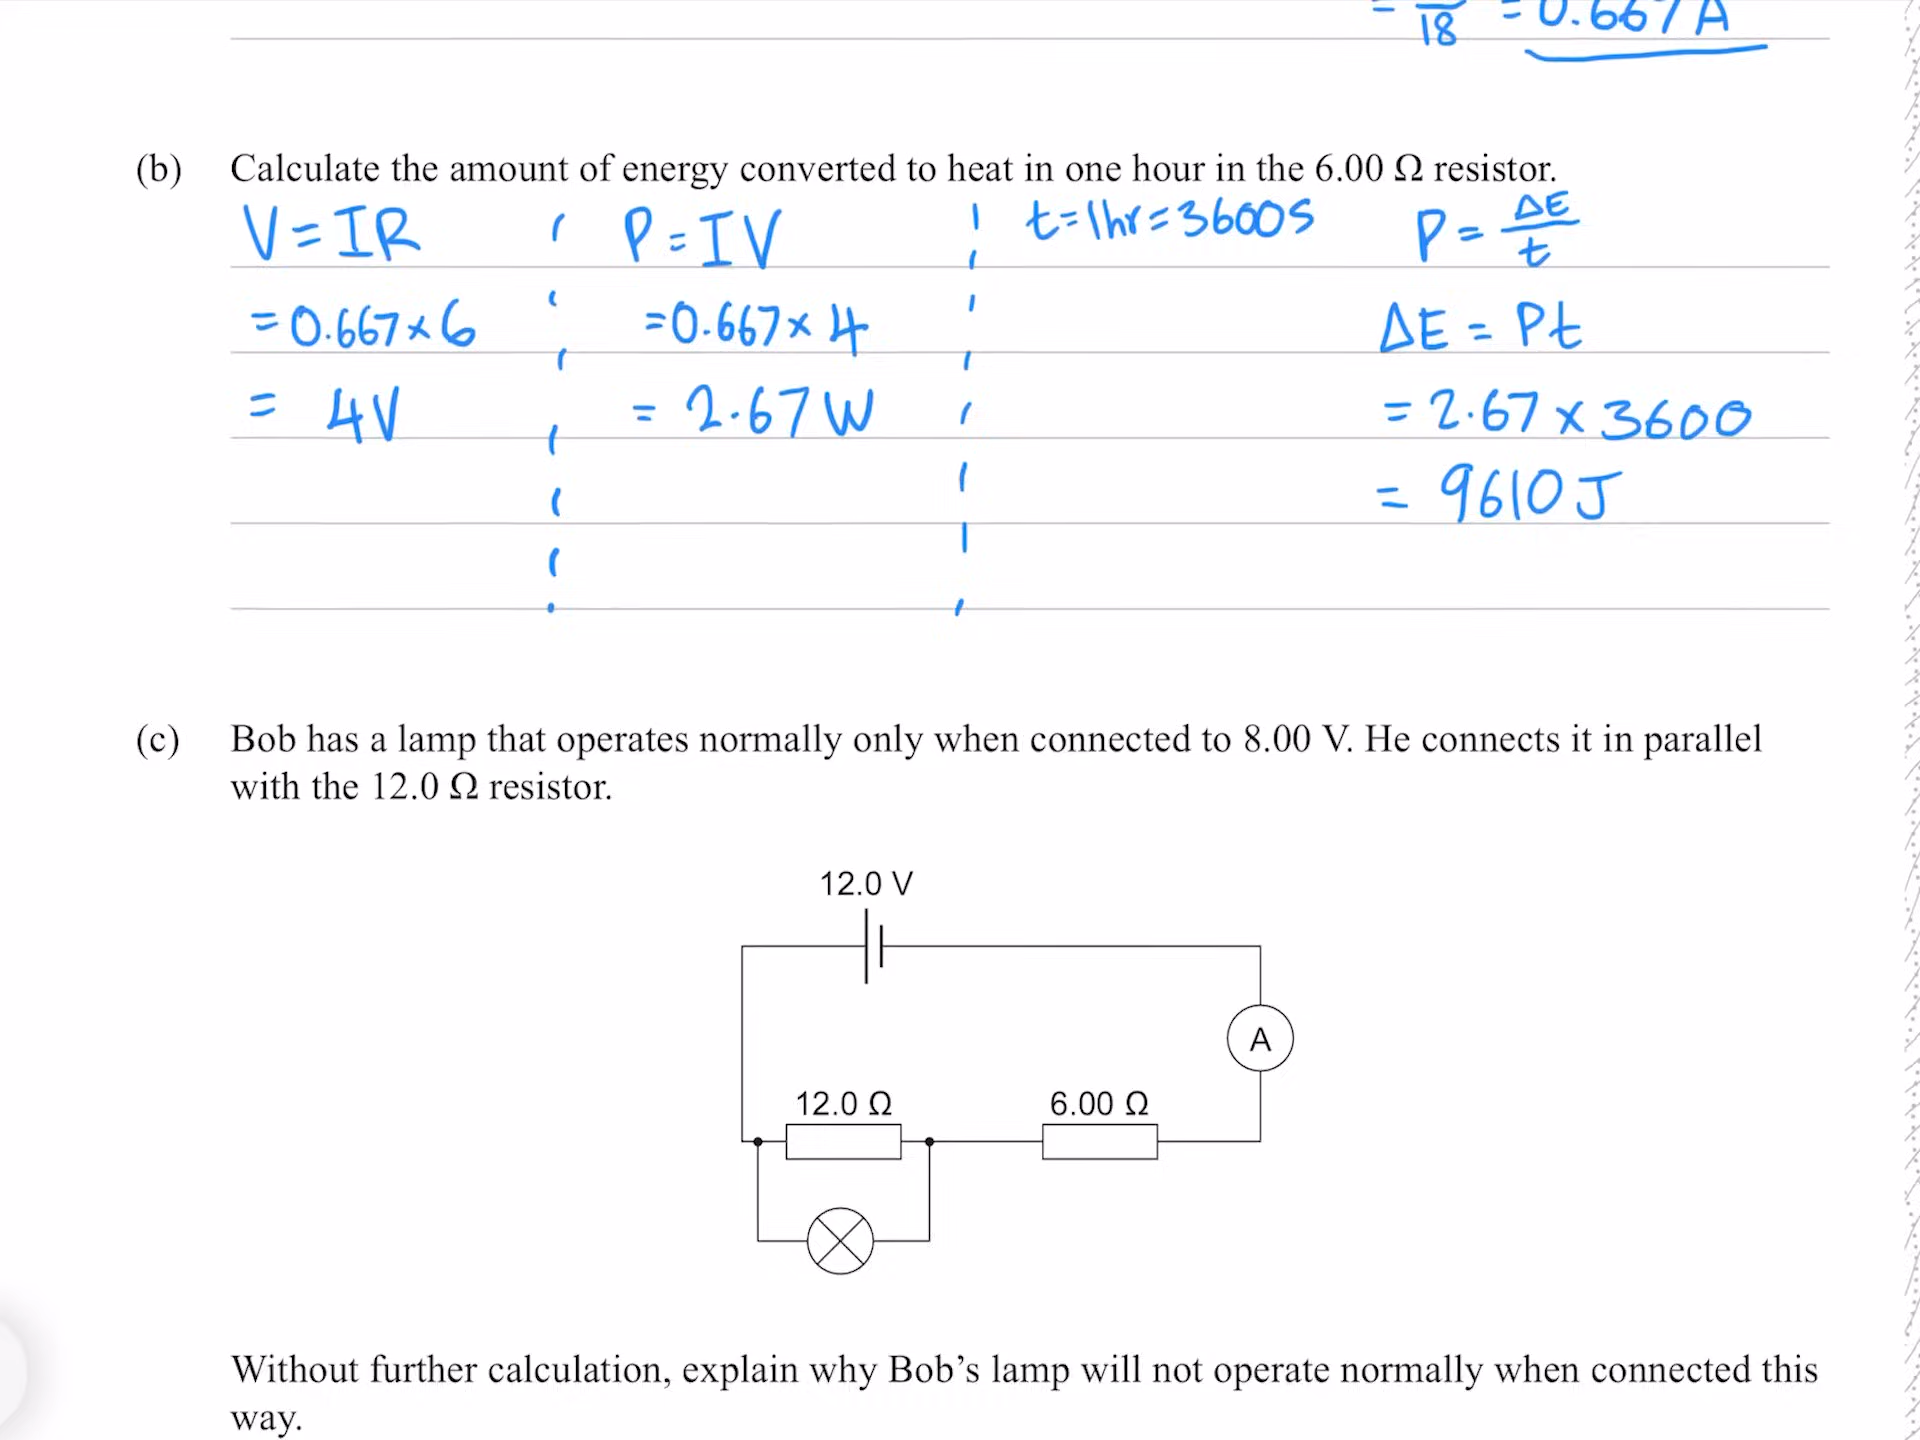 = /18 = 0.667 A
(b) Calculate the amount of energy converted to heat in one hour in the 6.00 Ω resistor.
V = IR
= 0.667 × 6
= 4V
P = IV
= 0.667 × 4
= 2.67 W
t = 1hr = 3600s
P = ΔE/t
ΔE = Pt
= 2.67 × 3600
= 9610 J
(c) Bob has a lamp that operates normally only when connected to 8.00 V. He connects it in parallel
with the 12.0 Ω resistor.
12.0 V
A
12.0 Ω
6.00 Ω
Without further calculation, explain why Bob’s lamp will not operate normally when connected this
way.